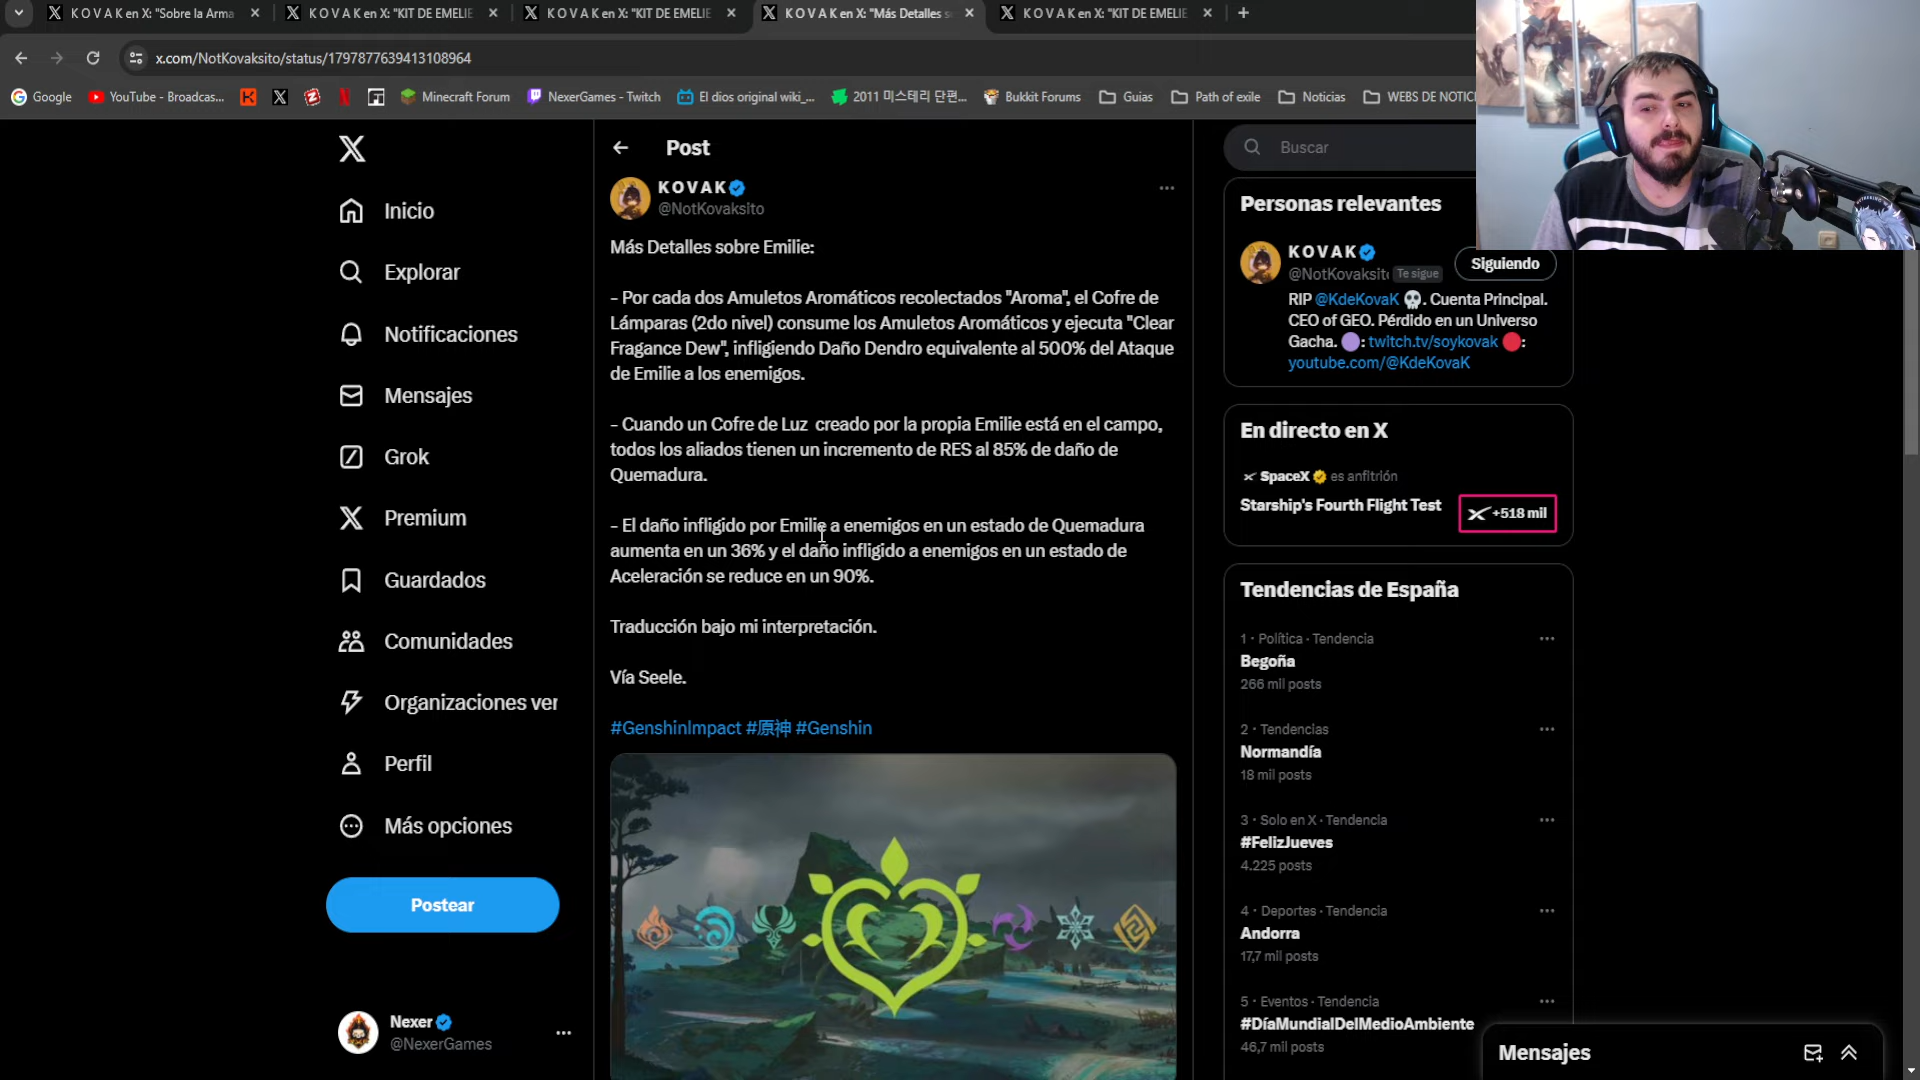 K O V A K en X: "Sobre la Arma
K O V A K en X: "KIT DE EMELIE
K O V A K en X: "KIT DE EMELIE
K O V A K en X: "Más Detalles s
K O V A K en X: "KIT DE EMELIE
x.com/NotKovaksito/status/1797877639413108964
Google
YouTube - Broadcas...
Minecraft Forum
NexerGames - Twitch
El dios original wiki_...
2011 미스테리 단편...
Bukkit Forums
Guias
Path of exile
Noticias
WEBS DE NOTIC
Inicio
Explorar
Notificaciones
Mensajes
Grok
Premium
Guardados
Comunidades
Organizaciones ver
Perfil
Más opciones
Postear
Nexer
@NexerGames
Post
K O V A K
@NotKovaksito
Más Detalles sobre Emilie:
- Por cada dos Amuletos Aromáticos recolectados "Aroma", el Cofre de
Lámparas (2do nivel) consume los Amuletos Aromáticos y ejecuta "Clear
Fragance Dew", infligiendo Daño Dendro equivalente al 500% del Ataque
de Emilie a los enemigos.
- Cuando un Cofre de Luz creado por la propia Emilie está en el campo,
todos los aliados tienen un incremento de RES al 85% de daño de
Quemadura.
- El daño infligido por Emilie a enemigos en un estado de Quemadura
aumenta en un 36% y el daño infligido a enemigos en un estado de
Aceleración se reduce en un 90%.
Traducción bajo mi interpretación.
Vía Seele.
#GenshinImpact #原神 #Genshin
Buscar
Personas relevantes
K O V A K
@NotKovaksit
Te sigue
Siguiendo
RIP @KdeKovaK 💀. Cuenta Principal.
CEO of GEO. Pérdido en un Universo
Gacha. 🟣: twitch.tv/soykovak 🔴:
youtube.com/@KdeKovaK
En directo en X
SpaceX es anfitrión
Starship's Fourth Flight Test
+518 mil
Tendencias de España
1 · Política · Tendencia
Begoña
266 mil posts
2 · Tendencias
Normandía
18 mil posts
3 · Solo en X · Tendencia
#FelizJueves
4.225 posts
4 · Deportes · Tendencia
Andorra
17,7 mil posts
5 · Eventos · Tendencia
#DíaMundialDelMedioAmbiente
46,7 mil posts
Mensajes